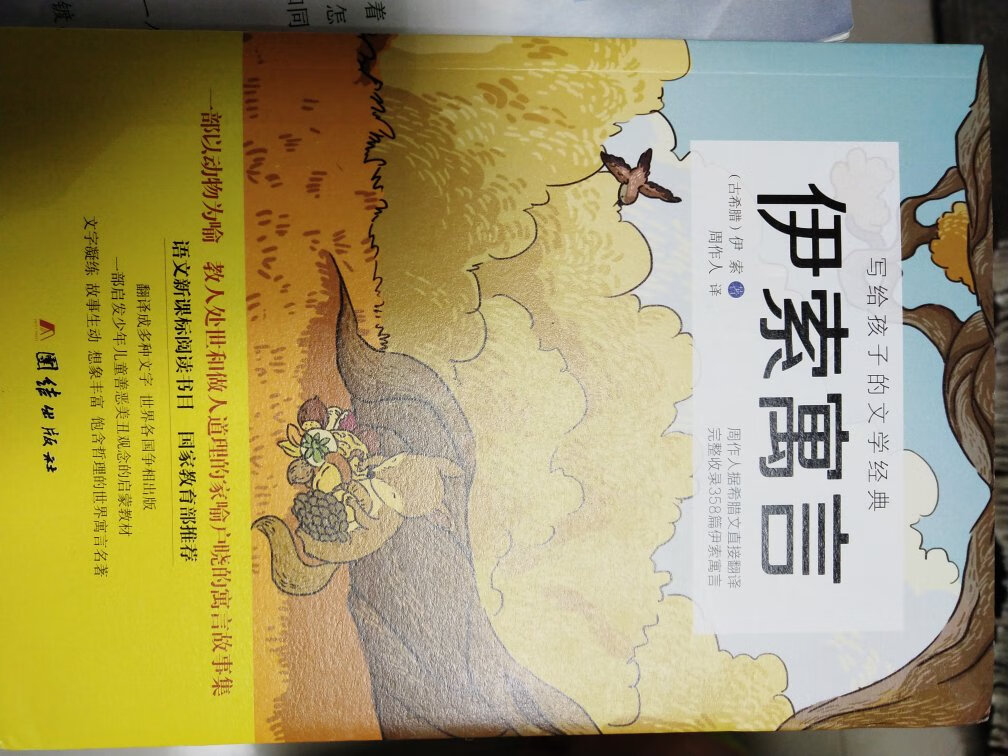 写给孩子的文学经典
伊索寓言
(古希腊)伊 索 著
周作人 译
周作人据希腊文直接翻译
完整收录358篇伊索寓言
一部以动物为喻 教人处世和做人道理的家喻户晓的寓言故事集
语文新课标阅读书目 国家教育部推荐
翻译成多种文字 世界各国争相出版
一部启发少年儿童善恶美丑观念的启蒙教材
文字凝练 故事生动 想象丰富 饱含哲理的世界寓言名著
团结出版社
着
怎
相同
镀